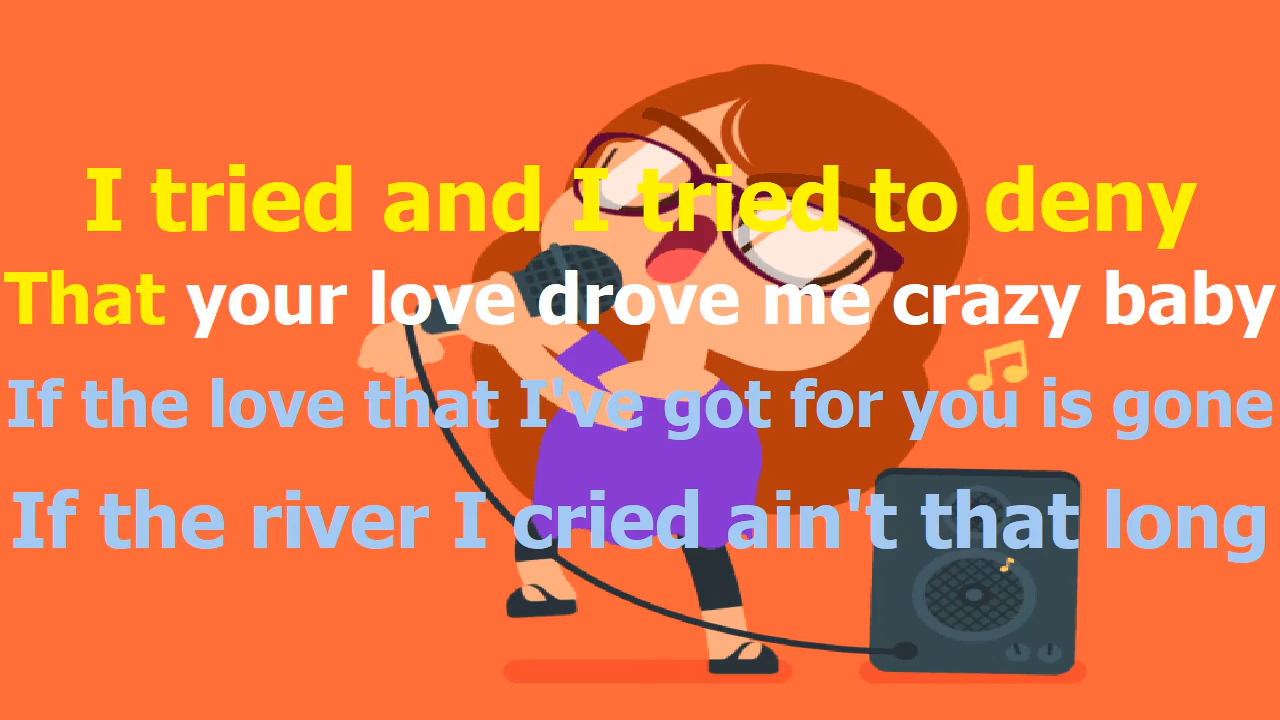 I tried and I tried to deny
That your love drove me crazy baby
If the love that I've got for you is gone
If the river I cried ain't that long